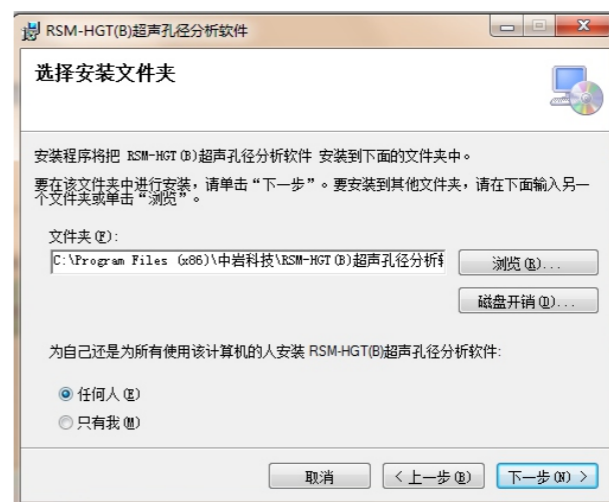 RSM-HGT(B)超声孔径分析软件
选择安装文件夹
安装程序将把 RSM-HGT(B)超声孔径分析软件 安装到下面的文件夹中。
要在该文件夹中进行安装，请单击“下一步”。要安装到其他文件夹，请在下面输入另一
个文件夹或单击“浏览”。
文件夹(F):
C:\Program Files (x86)\中岩科技\RSM-HGT(B)超声孔径分析
浏览(R)...
磁盘开销(D)...
为自己还是为所有使用该计算机的人安装 RSM-HGT(B)超声孔径分析软件:
任何人(E)
只有我(M)
取消
< 上一步(B)
下一步(N) >